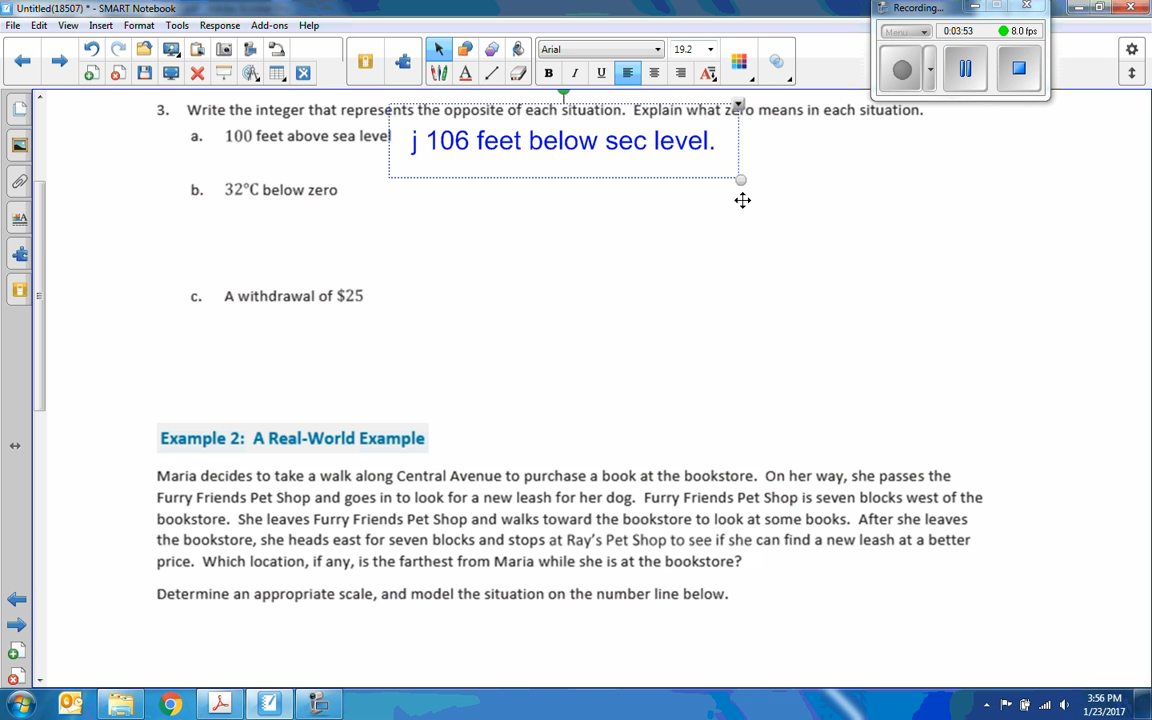 Untitled(18507) * - SMART Notebook
Recording...
File Edit View Insert Format Tools Response Add-ons Help
Menu 0:03:53 8.0 fps
Arial 19.2
B I U A
3. Write the integer that represents the opposite of each situation. Explain what zero means in each situation.
a. 100 feet above sea level j 106 feet below sec level.
b. 32°C below zero
c. A withdrawal of $25
Example 2: A Real-World Example
Maria decides to take a walk along Central Avenue to purchase a book at the bookstore. On her way, she passes the
Furry Friends Pet Shop and goes in to look for a new leash for her dog. Furry Friends Pet Shop is seven blocks west of the
bookstore. She leaves Furry Friends Pet Shop and walks toward the bookstore to look at some books. After she leaves
the bookstore, she heads east for seven blocks and stops at Ray's Pet Shop to see if she can find a new leash at a better
price. Which location, if any, is the farthest from Maria while she is at the bookstore?
Determine an appropriate scale, and model the situation on the number line below.
3:56 PM
1/23/2017